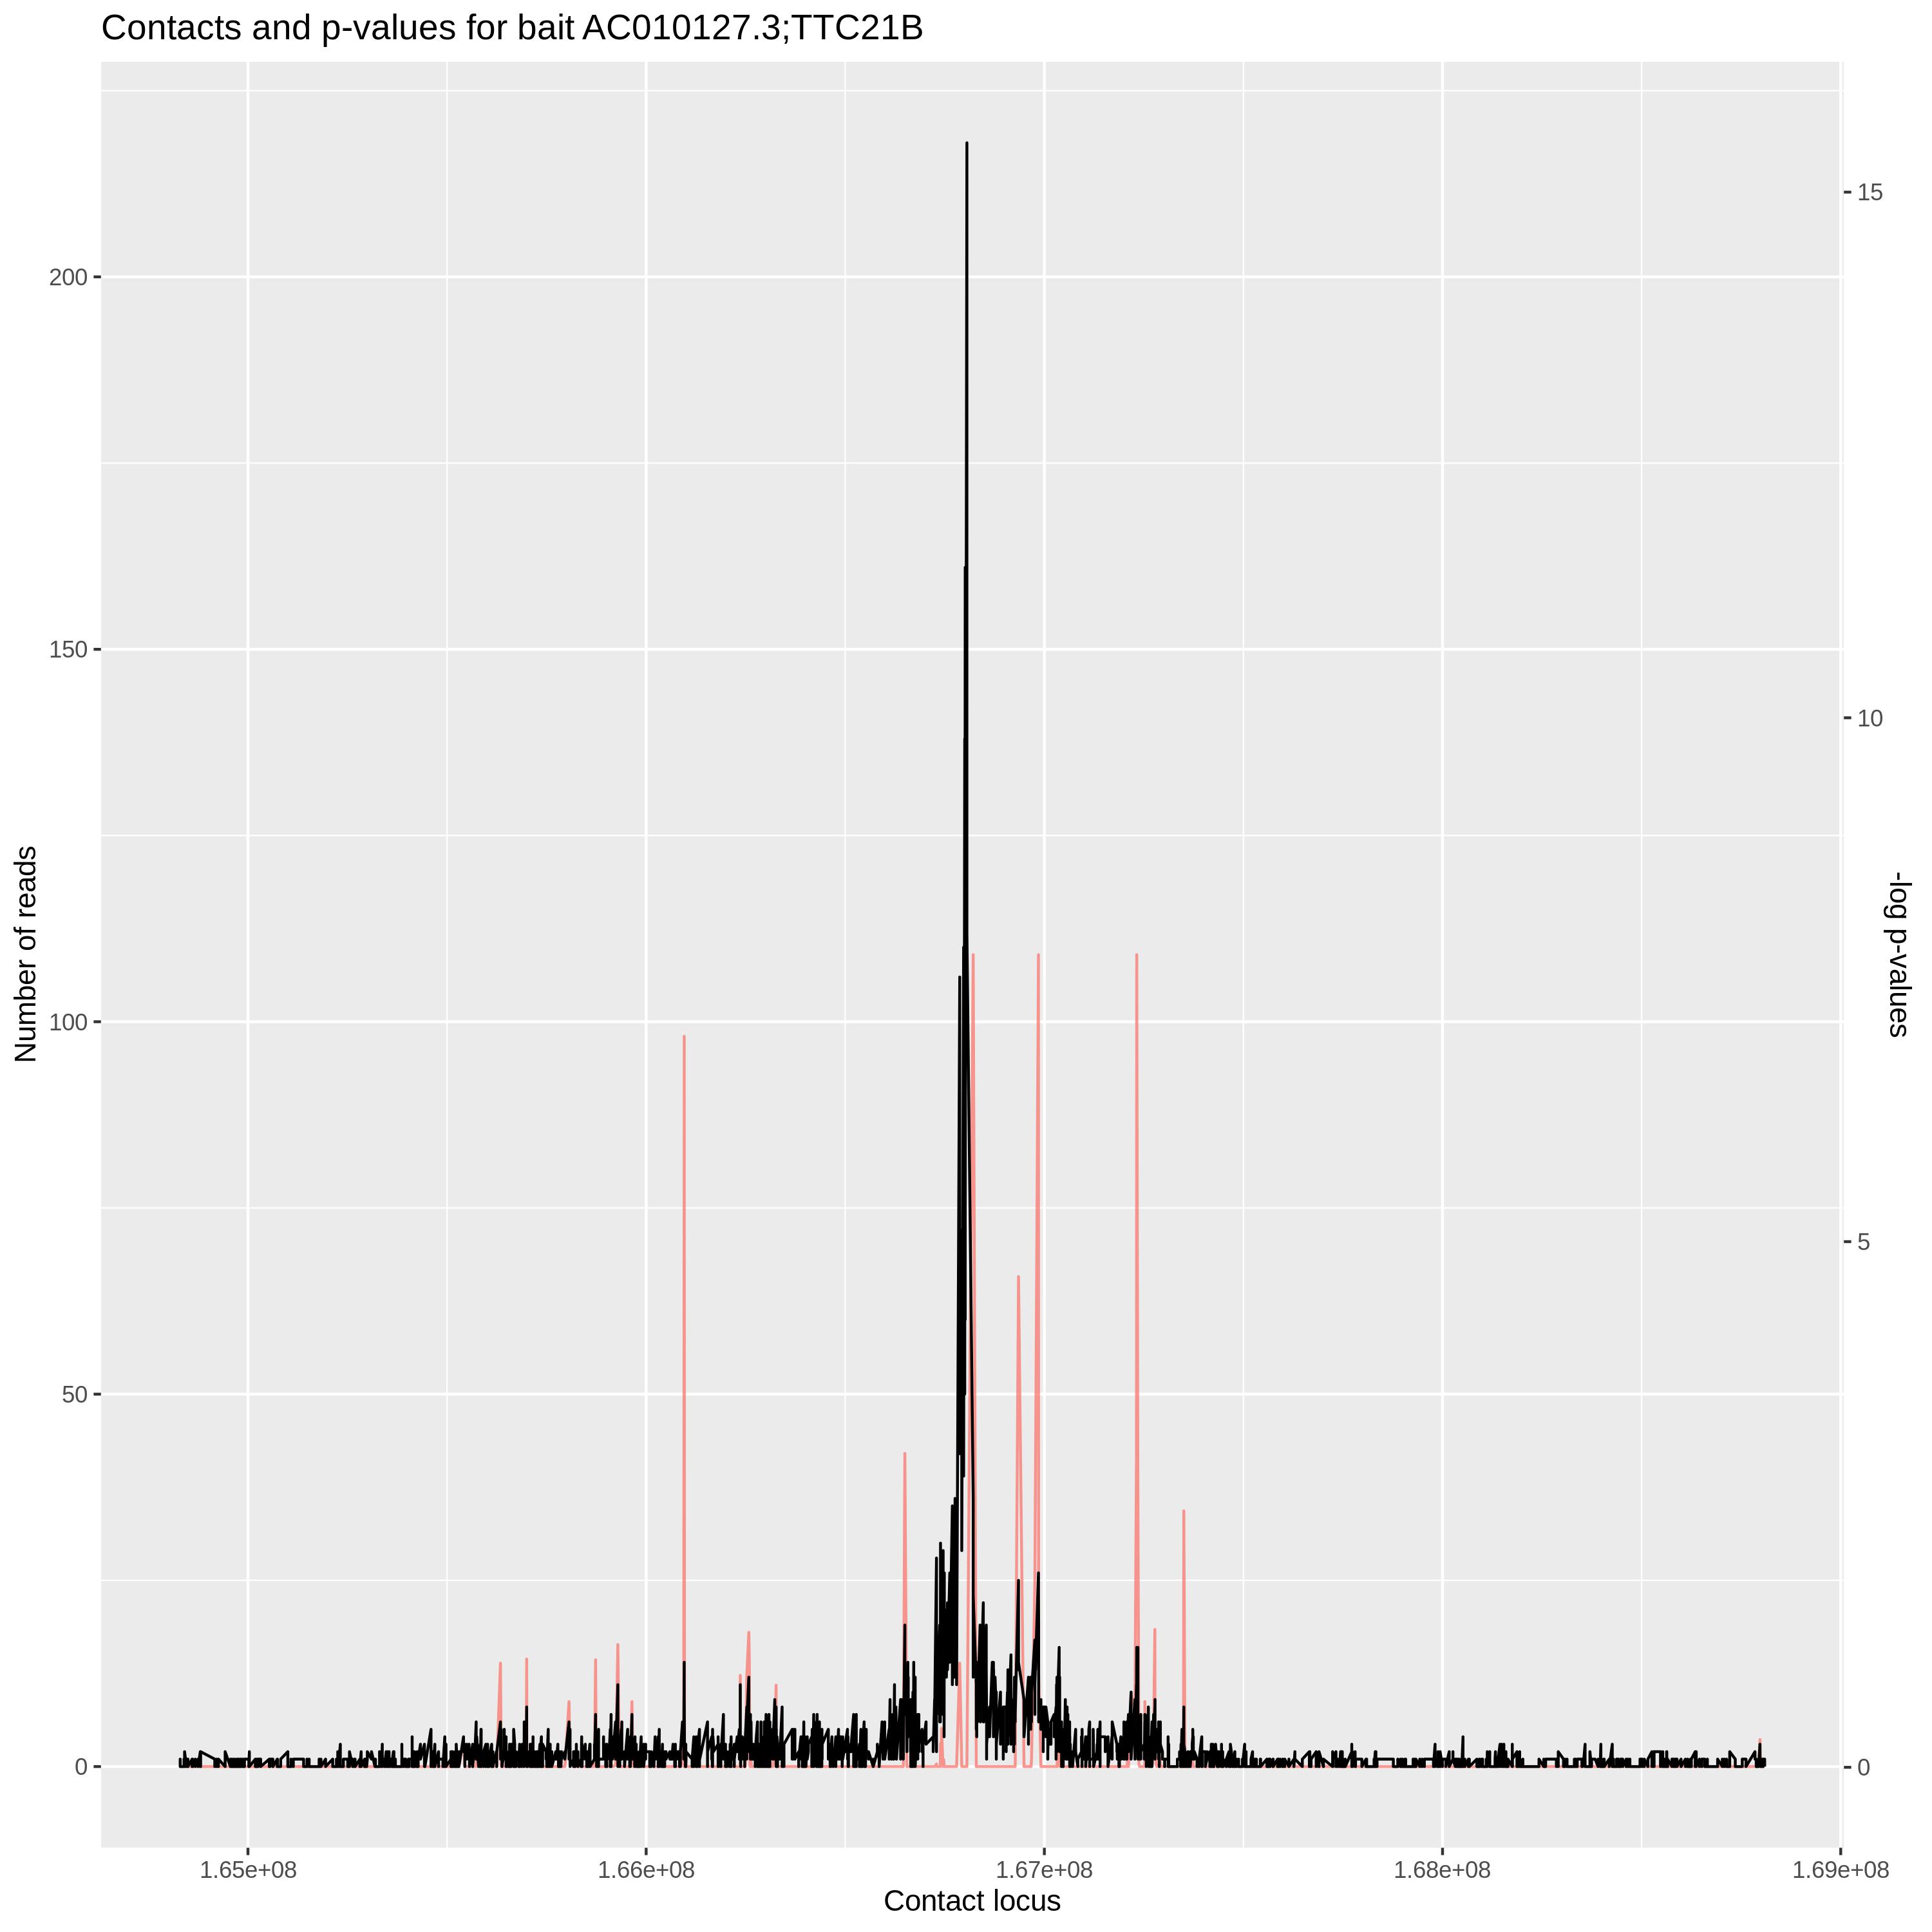 Contacts and p-values for bait AC010127.3;TTC21B
Number of reads
200
150
100
50
0
15
10
5
0
-log p-values
1.65e+08
1.66e+08
1.67e+08
1.68e+08
1.69e+08
Contact locus